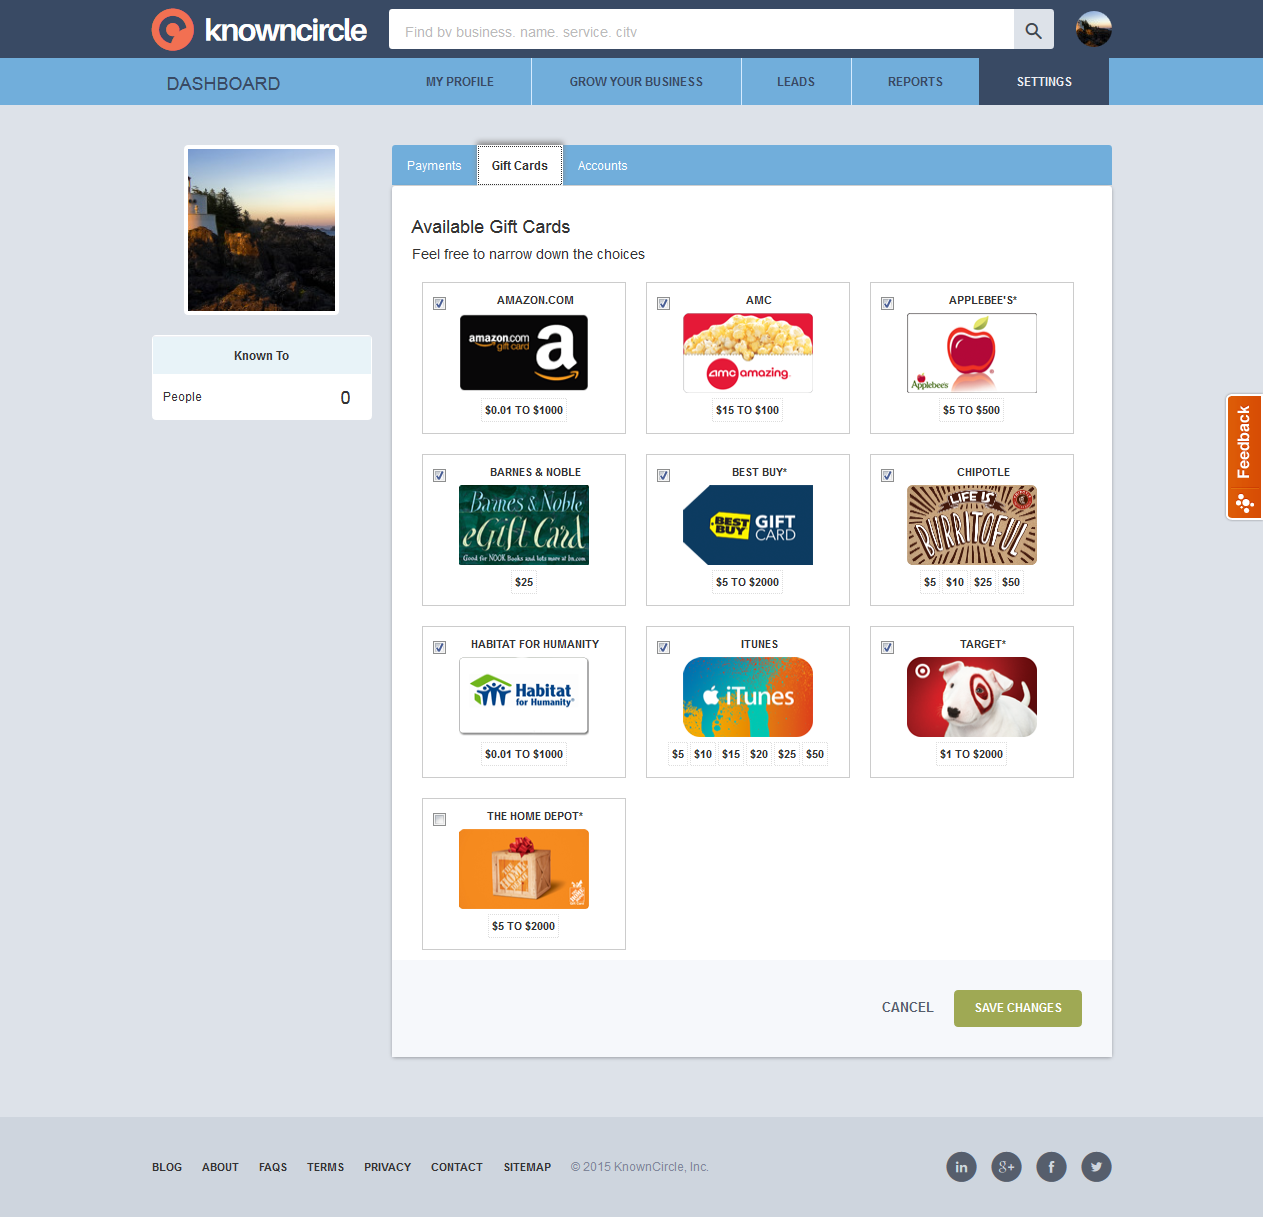 knowncircle
Find by business, name, service, city
DASHBOARD
MY PROFILE
GROW YOUR BUSINESS
LEADS
REPORTS
SETTINGS
Payments
Gift Cards
Accounts
Known To
People 0
Available Gift Cards
Feel free to narrow down the choices
AMAZON.COM
amazon.com
gift card
a
$0.01 TO $1000
AMC
amc amazing.
$15 TO $100
APPLEBEE'S*
Applebee's
$5 TO $500
BARNES & NOBLE
Barnes & Noble
eGift Card
Good for NOOK Books and lots more at bn.com
$25
BEST BUY*
BEST
BUY
GIFT
CARD
$5 TO $2000
CHIPOTLE
LIFE IS
BURRITOFUL
$5 $10 $25 $50
HABITAT FOR HUMANITY
Habitat
for Humanity®
$0.01 TO $1000
ITUNES
iTunes
$5 $10 $15 $20 $25 $50
TARGET*
$1 TO $2000
THE HOME DEPOT*
THE
HOME
$5 TO $2000
CANCEL
SAVE CHANGES
Feedback
BLOG
ABOUT
FAQS
TERMS
PRIVACY
CONTACT
SITEMAP
© 2015 KnownCircle, Inc.
in
g+
f